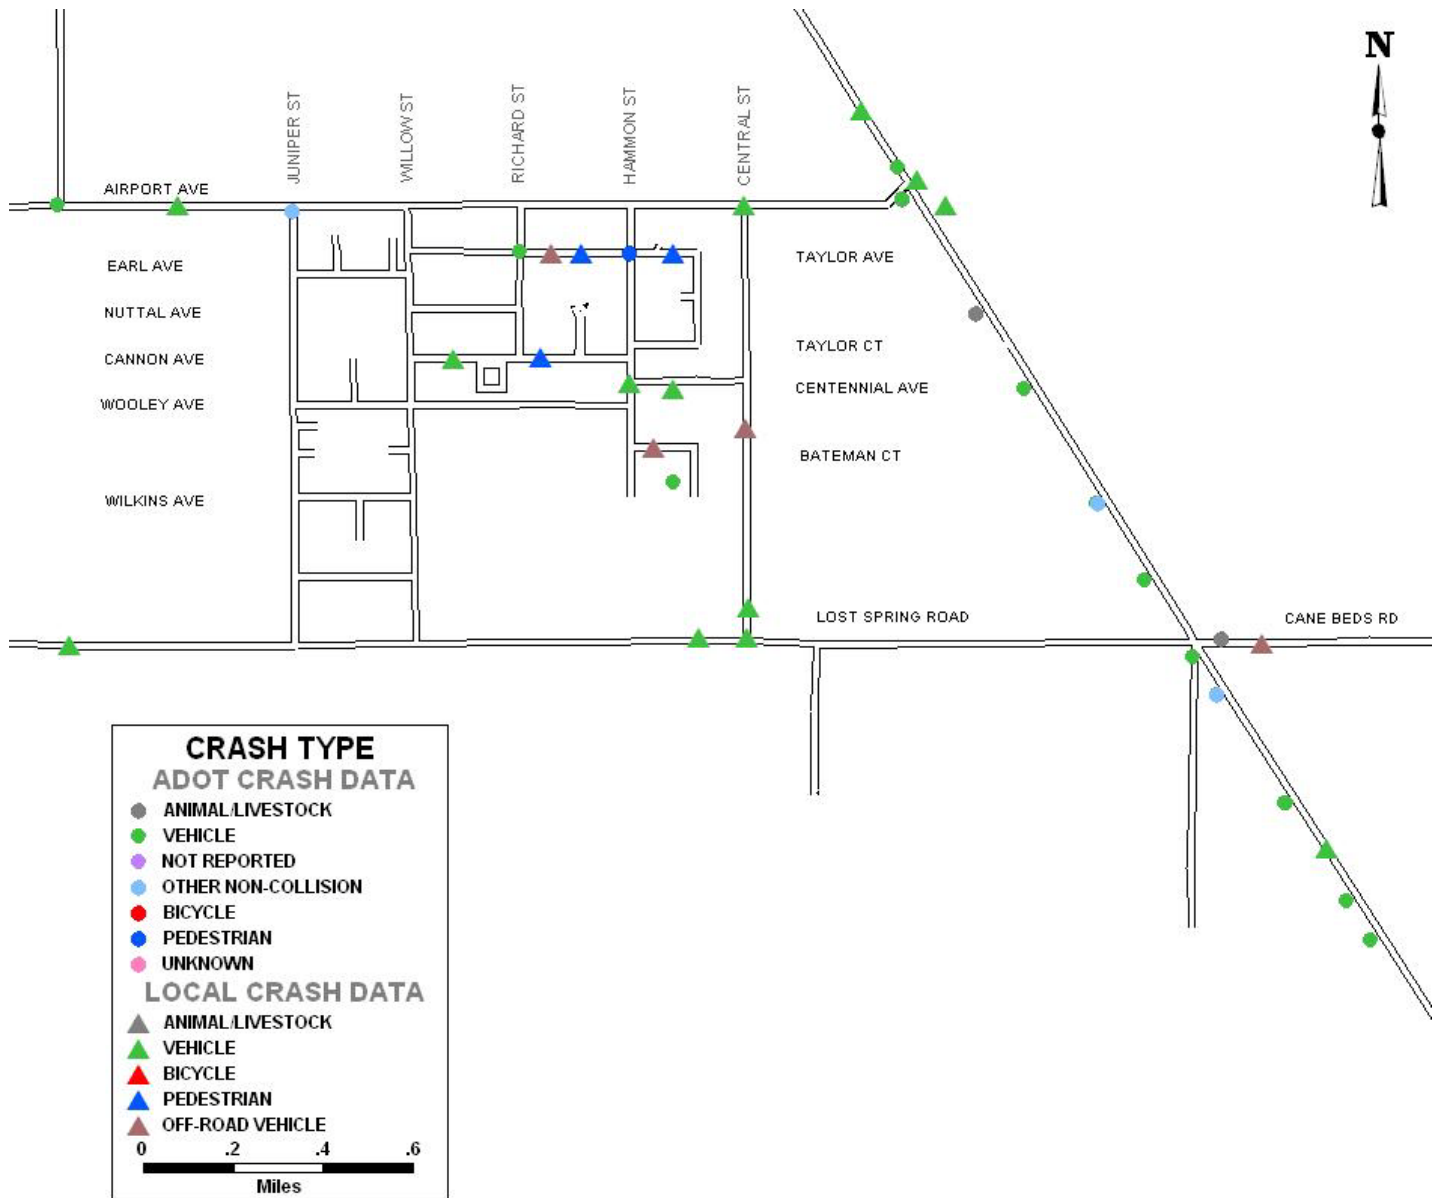 N
JUNIPER ST
WILLOW ST
RICHARD ST
HAMMON ST
CENTRAL ST
AIRPORT AVE
EARL AVE
TAYLOR AVE
NUTTAL AVE
TAYLOR CT
CANNON AVE
CENTENNIAL AVE
WOOLEY AVE
BATEMAN CT
WILKINS AVE
LOST SPRING ROAD
CANE BEDS RD
CRASH TYPE
ADOT CRASH DATA
ANIMAL/LIVESTOCK
VEHICLE
NOT REPORTED
OTHER NON-COLLISION
BICYCLE
PEDESTRIAN
UNKNOWN
LOCAL CRASH DATA
ANIMAL/LIVESTOCK
VEHICLE
BICYCLE
PEDESTRIAN
OFF-ROAD VEHICLE
0 .2 .4 .6
Miles